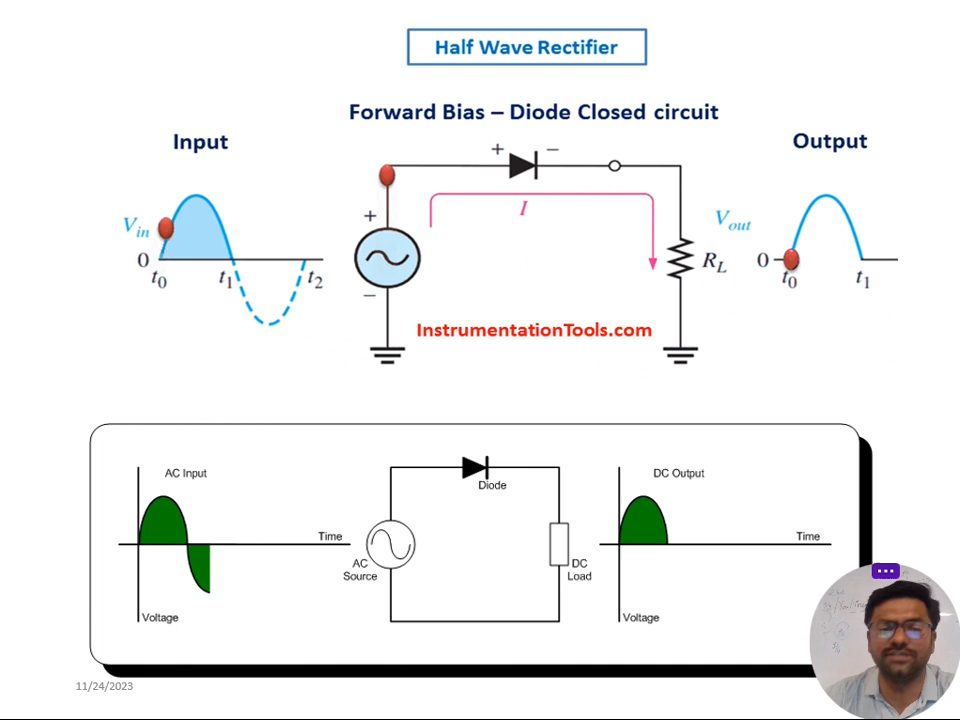 Half Wave Rectifier
Forward Bias – Diode Closed circuit
Input
Output
+
−
+
−
I
V_in
0
t_0
t_1
t_2
R_L
V_out
0
t_0
t_1
InstrumentationTools.com
AC Input
Time
Voltage
Diode
AC
Source
DC
Load
DC Output
Time
Voltage
11/24/2023